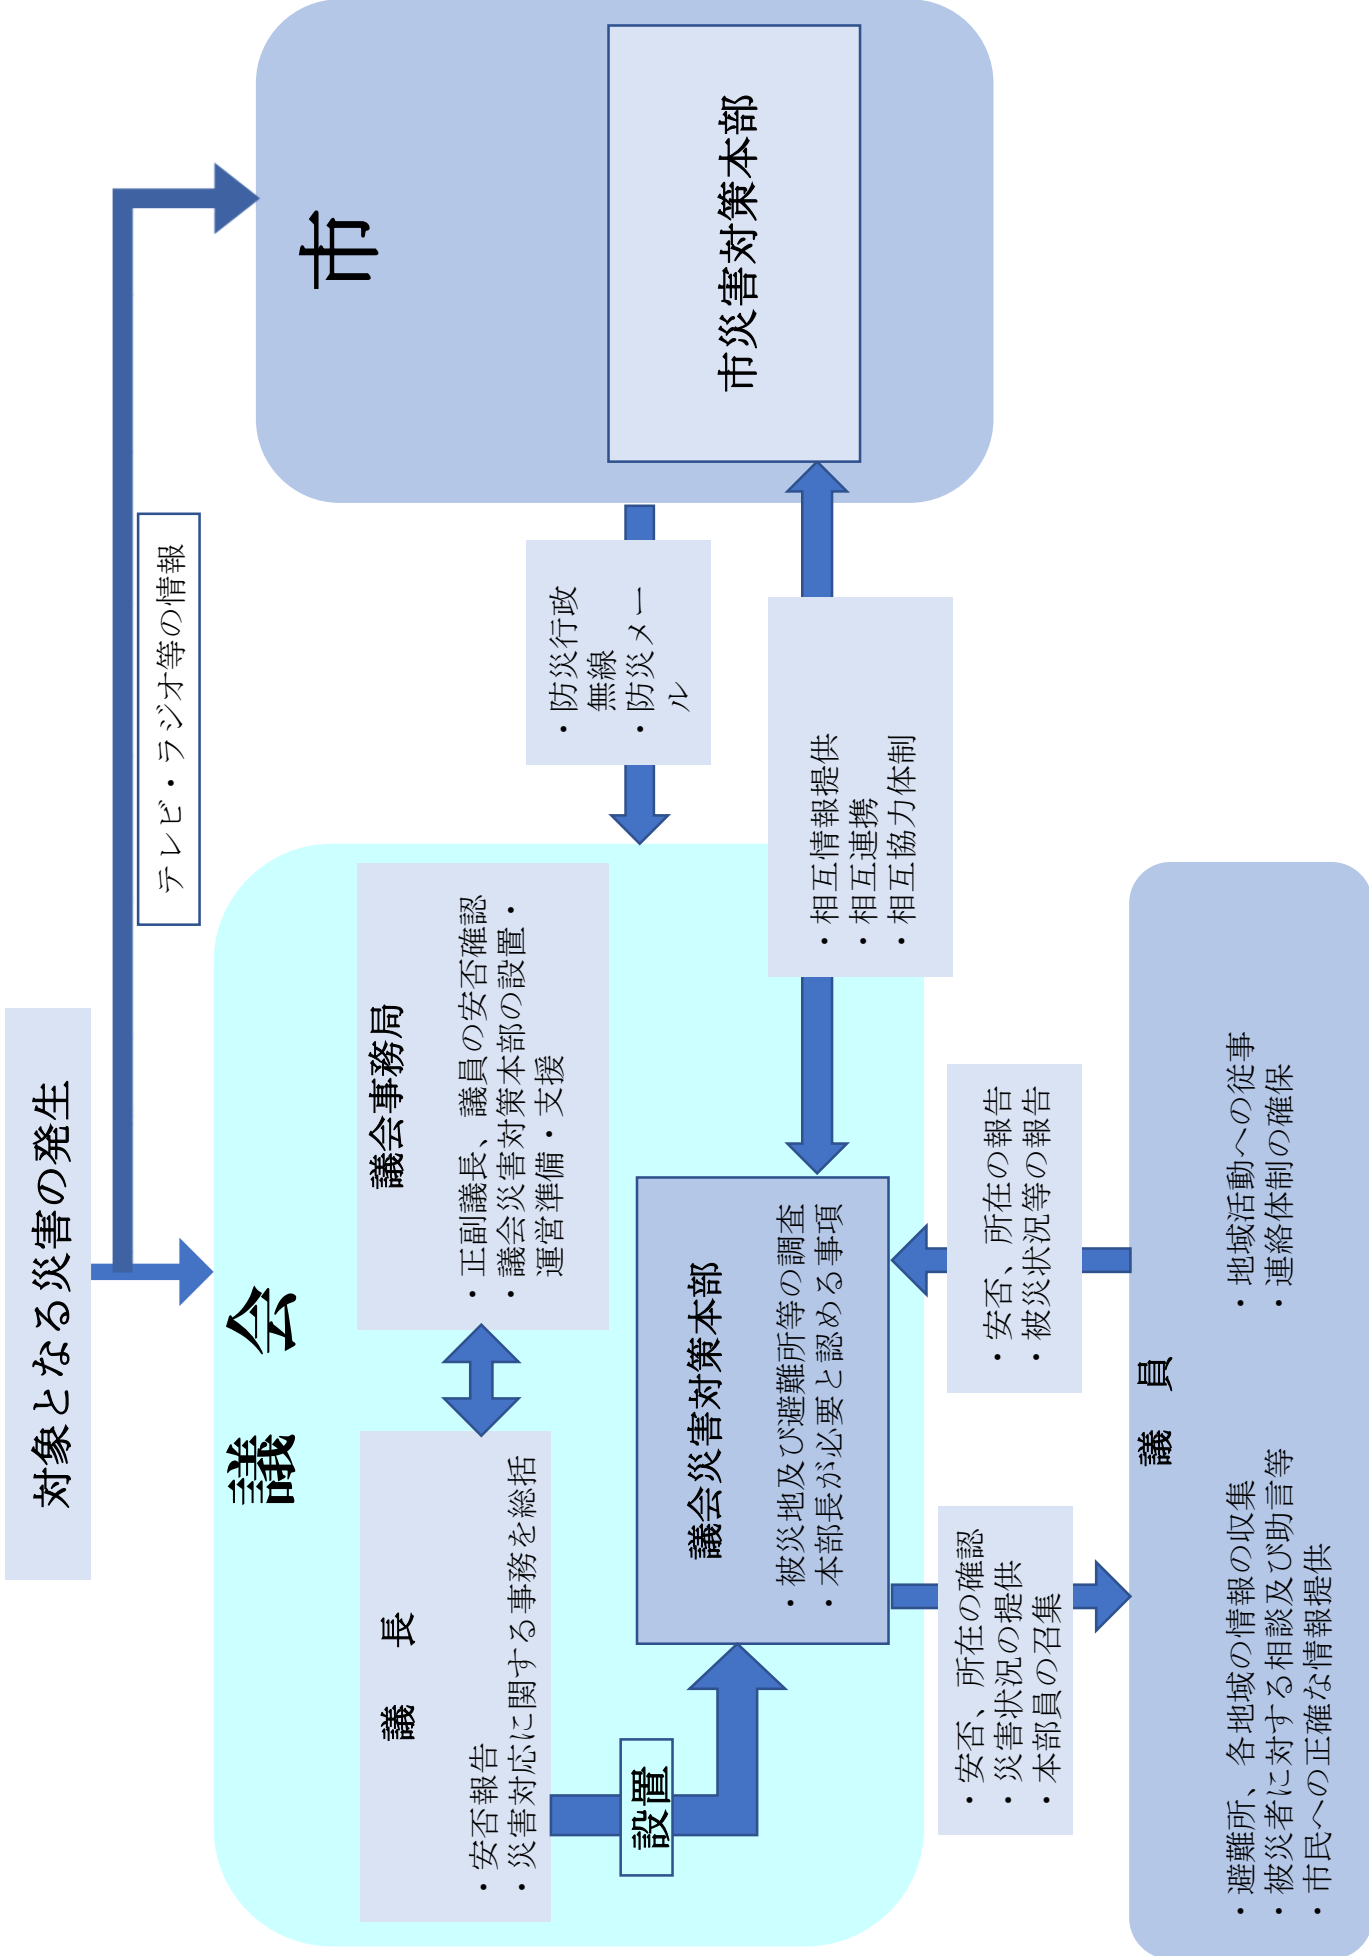 対象となる災害の発生
テレビ・ラジオ等の情報
議　会
議　長
・安否報告
・災害対応に関する事務を総括
議会事務局
・正副議長、議員の安否確認
・議会災害対策本部の設置・
運営準備・支援
設置
議会災害対策本部
・被災地及び避難所等の調査
・本部長が必要と認める事項
・防災行政
無線
・防災メー
ル
・相互情報提供
・相互連携
・相互協力体制
市
市災害対策本部
・安否、所在の確認
・災害状況の提供
・本部員の召集
・安否、所在の報告
・被災状況等の報告
議　員
・避難所、各地域の情報の収集
・被災者に対する相談及び助言等
・市民への正確な情報提供
・地域活動への従事
・連絡体制の確保